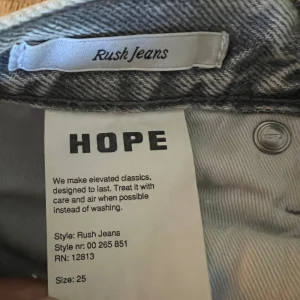 Rush Jeans
HOPE
We make elevated classics,
designed to last. Treat it with
care and air when possible
instead of washing.
Style: Rush Jeans
Style nr: 00 265 851
RN: 12813
Size: 25